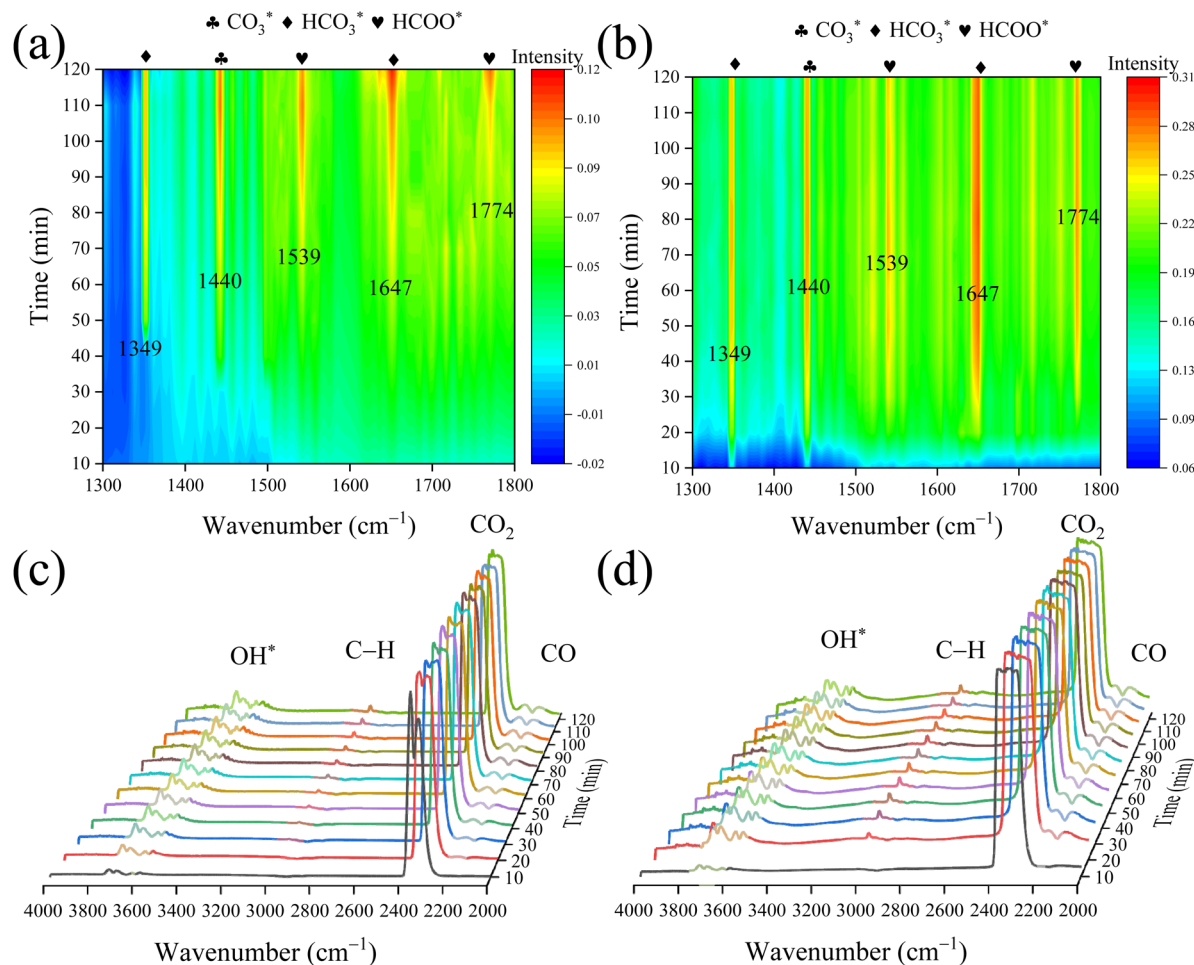 (a)
♣ CO₃* ♦ HCO₃* ♥ HCOO*
♦ ♣ ♥ ♦ ♥
Intensity
120
110
100
90
80
70
60
50
40
30
20
10
Time (min)
1349
1440
1539
1647
1774
1300 1400 1500 1600 1700 1800
Wavenumber (cm⁻¹)
0.12
0.10
0.09
0.07
0.05
0.03
0.01
-0.01
-0.02
(b)
♣ CO₃* ♦ HCO₃* ♥ HCOO*
♦ ♣ ♥ ♦ ♥
Intensity
120
110
100
90
80
70
60
50
40
30
20
10
Time (min)
1349
1440
1539
1647
1774
1300 1400 1500 1600 1700 1800
Wavenumber (cm⁻¹)
0.31
0.28
0.25
0.22
0.19
0.16
0.13
0.09
0.06
(c)
CO₂
OH*
C−H
CO
120
110
100
90
80
70
60
50
40
30
20
10
Time (min)
4000 3800 3600 3400 3200 3000 2800 2600 2400 2200 2000
Wavenumber (cm⁻¹)
(d)
CO₂
OH*
C−H
CO
120
110
100
90
80
70
60
50
40
30
20
10
Time (min)
4000 3800 3600 3400 3200 3000 2800 2600 2400 2200 2000
Wavenumber (cm⁻¹)